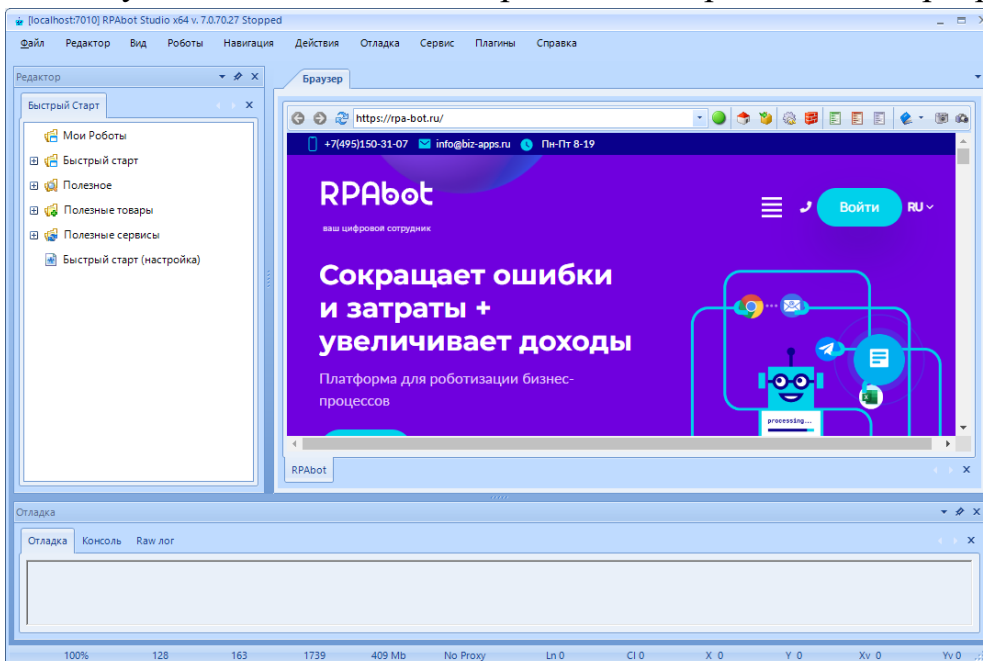 [localhost:7010] RPAbot Studio x64 v. 7.0.70.27 Stopped
Файл Редактор Вид Роботы Навигация Действия Отладка Сервис Плагины Справка
Редактор
Быстрый Старт
Мои Роботы
Быстрый старт
Полезное
Полезные товары
Полезные сервисы
Быстрый старт (настройка)
Браузер
https://rpa-bot.ru/
+7(495)150-31-07 info@biz-apps.ru Пн-Пт 8-19
RPAbot
ваш цифровой сотрудник
Войти RU
Сокращает ошибки
и затраты +
увеличивает доходы
Платформа для роботизации бизнес-
процессов
processing...
RPAbot
Отладка
Отладка Консоль Raw лог
100% 128 163 1739 409 Mb No Proxy Ln 0 Cl 0 X 0 Y 0 Xv 0 Yv 0